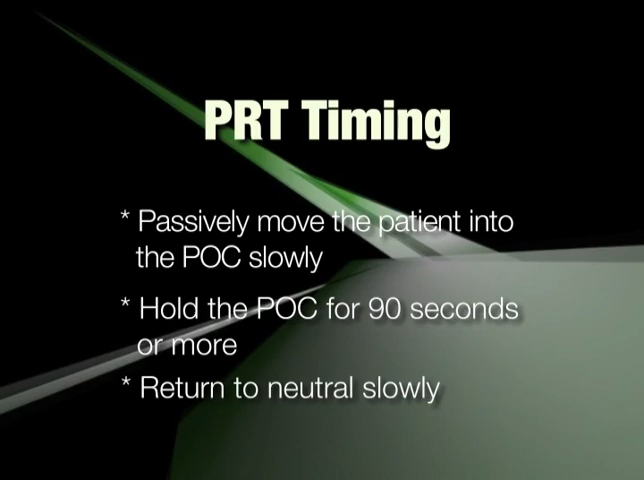 PRT Timing
* Passively move the patient into
the POC slowly
* Hold the POC for 90 seconds
or more
* Return to neutral slowly